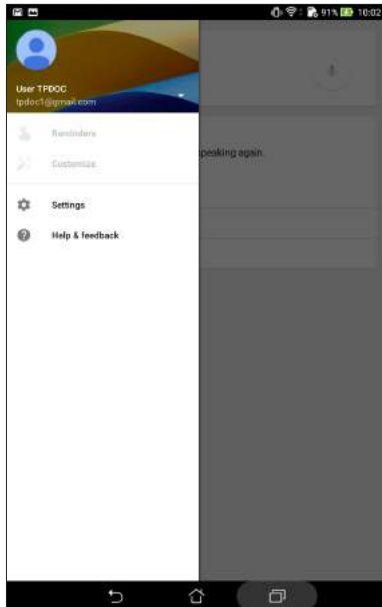 91% 10:02
User TPDOC
tpdoc1@gmail.com
Reminders
Customize
speaking again.
Settings
Help & feedback